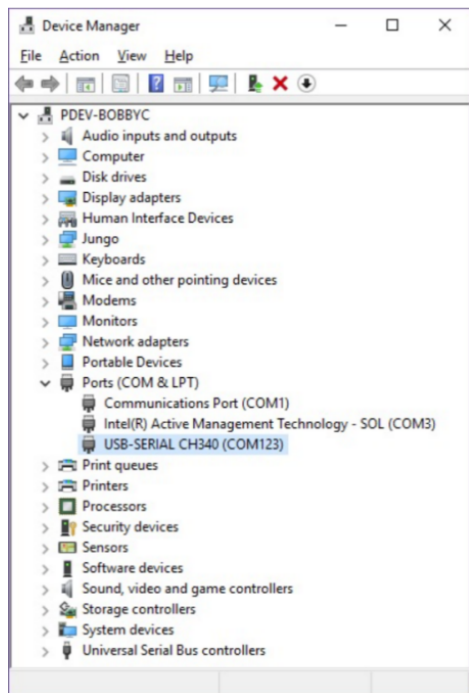 Device Manager
File Action View Help
PDEV-BOBBYC
Audio inputs and outputs
Computer
Disk drives
Display adapters
Human Interface Devices
Jungo
Keyboards
Mice and other pointing devices
Modems
Monitors
Network adapters
Portable Devices
Ports (COM & LPT)
Communications Port (COM1)
Intel(R) Active Management Technology - SOL (COM3)
USB-SERIAL CH340 (COM123)
Print queues
Printers
Processors
Security devices
Sensors
Software devices
Sound, video and game controllers
Storage controllers
System devices
Universal Serial Bus controllers